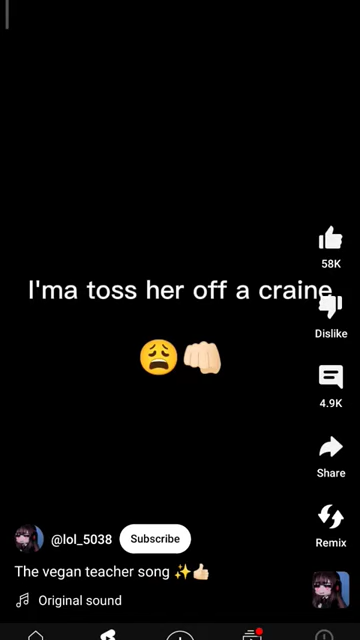 I'ma toss her off a craine
😩👊🏻
58K
Dislike
4.9K
Share
Remix
@lol_5038
Subscribe
The vegan teacher song ✨👍🏻
Original sound